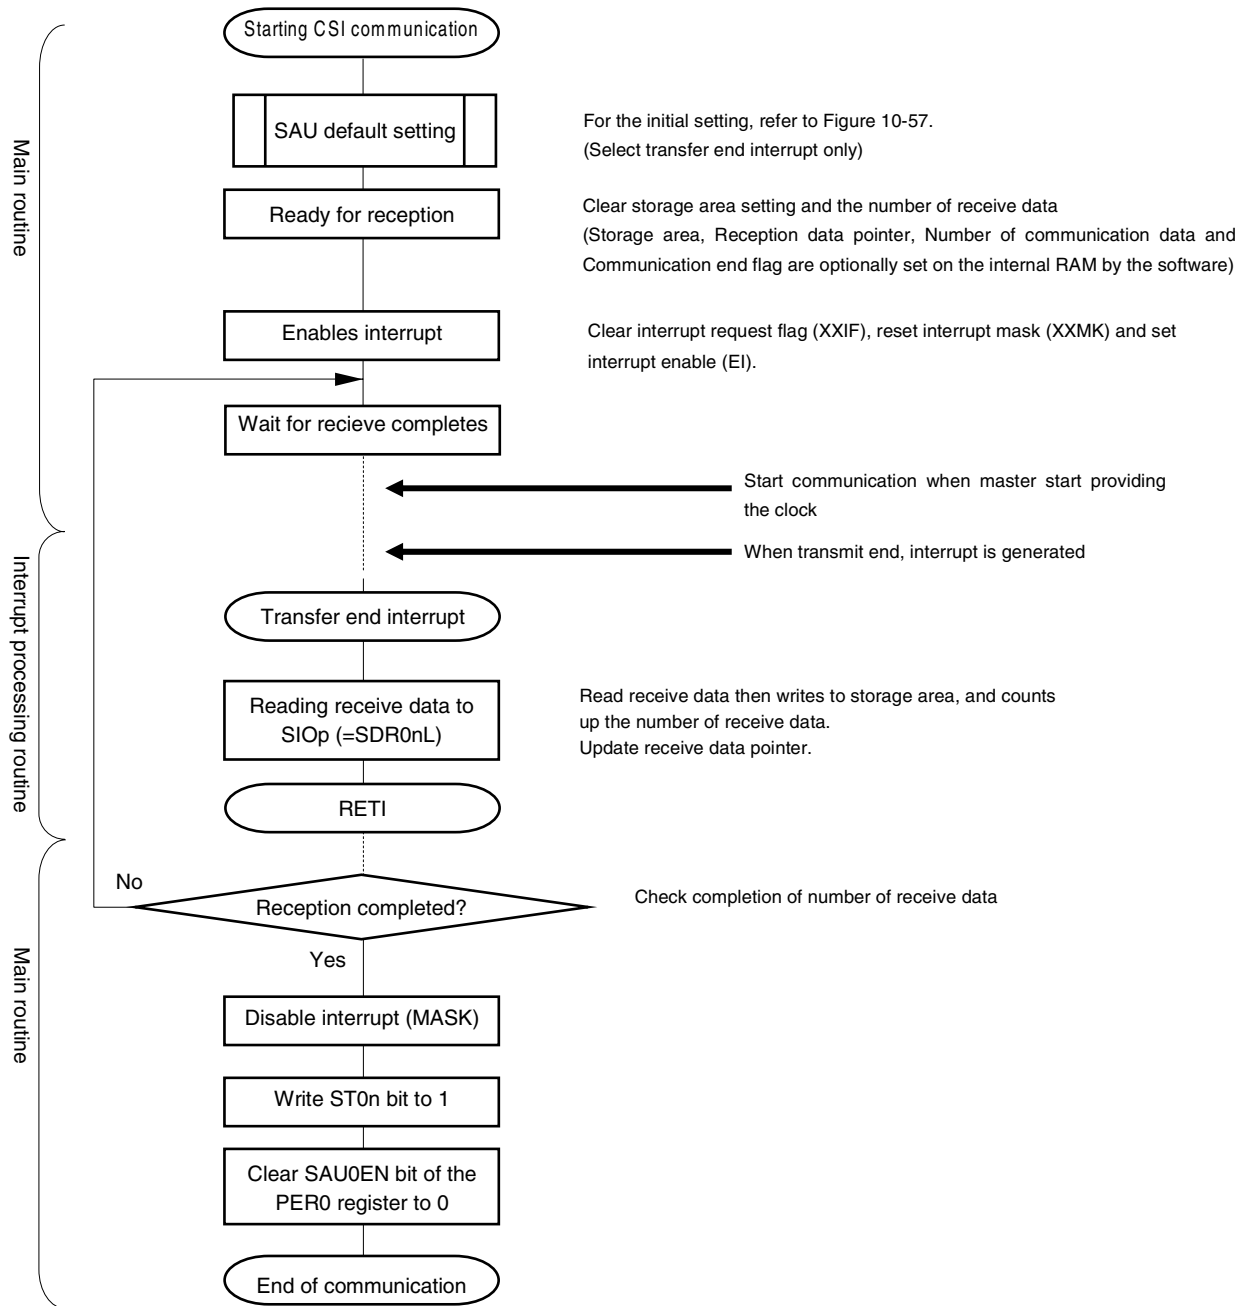 Starting CSI communication
Main routine
SAU default setting
For the initial setting, refer to Figure 10-57.
(Select transfer end interrupt only)
Ready for reception
Clear storage area setting and the number of receive data
(Storage area, Reception data pointer, Number of communication data and
Communication end flag are optionally set on the internal RAM by the software)
Enables interrupt
Clear interrupt request flag (XXIF), reset interrupt mask (XXMK) and set
interrupt enable (EI).
Wait for recieve completes
Start communication when master start providing
the clock
When transmit end, interrupt is generated
Interrupt processing routine
Transfer end interrupt
Reading receive data to
SIOp (=SDR0nL)
Read receive data then writes to storage area, and counts
up the number of receive data.
Update receive data pointer.
RETI
No
Reception completed?
Check completion of number of receive data
Yes
Main routine
Disable interrupt (MASK)
Write ST0n bit to 1
Clear SAU0EN bit of the
PER0 register to 0
End of communication